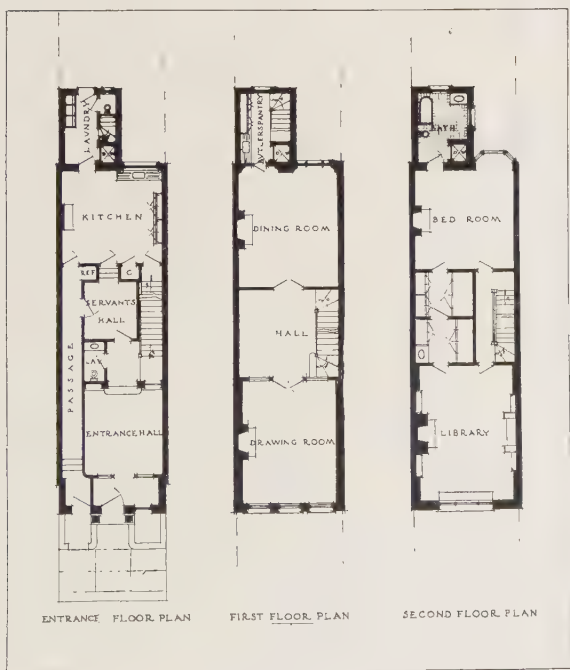 LAUNDRY
KITCHEN
REF
C
SERVANTS
HALL
LAV
PASSAGE
ENTRANCE HALL
ENTRANCE FLOOR PLAN
BUTLERS PANTRY
DINING ROOM
HALL
DRAWING ROOM
FIRST FLOOR PLAN
BATH
BED ROOM
LIBRARY
SECOND FLOOR PLAN